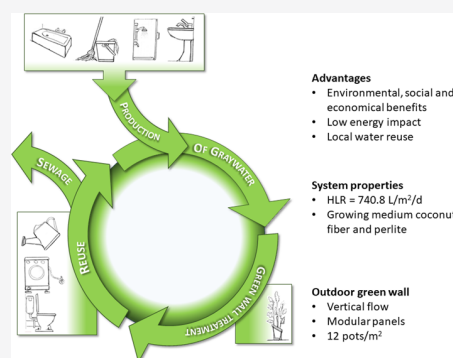 PRODUCTION
OF GRAYWATER
GREEN WALL TREATMENT
REUSE
SEWAGE
Advantages
• Environmental, social and
economical benefits
• Low energy impact
• Local water reuse
System properties
• HLR = 740.8 L/m²/d
• Growing medium coconut
fiber and perlite
Outdoor green wall
• Vertical flow
• Modular panels
• 12 pots/m²